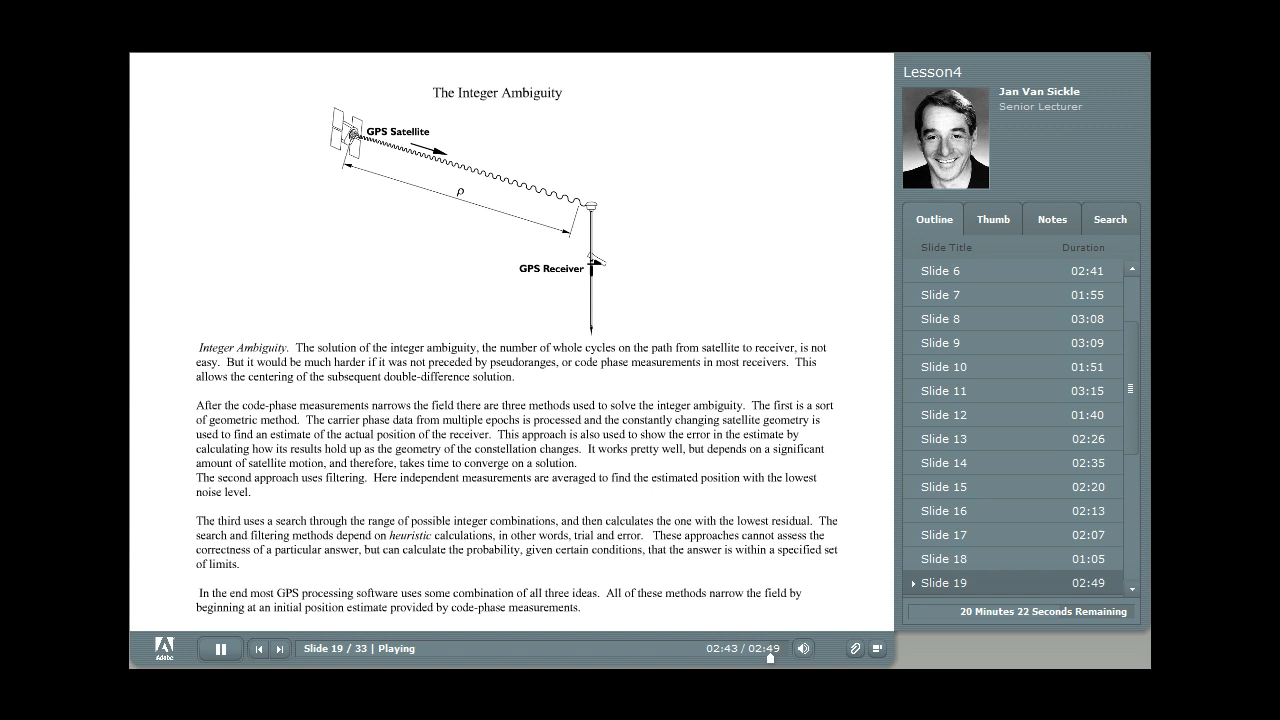 The Integer Ambiguity
GPS Satellite
ρ
GPS Receiver
Integer Ambiguity. The solution of the integer ambiguity, the number of whole cycles on the path from satellite to receiver, is not
easy. But it would be much harder if it was not preceded by pseudoranges, or code phase measurements in most receivers. This
allows the centering of the subsequent double-difference solution.
After the code-phase measurements narrows the field there are three methods used to solve the integer ambiguity. The first is a sort
of geometric method. The carrier phase data from multiple epochs is processed and the constantly changing satellite geometry is
used to find an estimate of the actual position of the receiver. This approach is also used to show the error in the estimate by
calculating how its results hold up as the geometry of the constellation changes. It works pretty well, but depends on a significant
amount of satellite motion, and therefore, takes time to converge on a solution.
The second approach uses filtering. Here independent measurements are averaged to find the estimated position with the lowest
noise level.
The third uses a search through the range of possible integer combinations, and then calculates the one with the lowest residual. The
search and filtering methods depend on heuristic calculations, in other words, trial and error. These approaches cannot assess the
correctness of a particular answer, but can calculate the probability, given certain conditions, that the answer is within a specified set
of limits.
In the end most GPS processing software uses some combination of all three ideas. All of these methods narrow the field by
beginning at an initial position estimate provided by code-phase measurements.
Adobe
Slide 19 / 33 | Playing
02:43 / 02:49
Lesson4
Jan Van Sickle
Senior Lecturer
Outline Thumb Notes Search
Slide Title Duration
Slide 6 02:41
Slide 7 01:55
Slide 8 03:08
Slide 9 03:09
Slide 10 01:51
Slide 11 03:15
Slide 12 01:40
Slide 13 02:26
Slide 14 02:35
Slide 15 02:20
Slide 16 02:13
Slide 17 02:07
Slide 18 01:05
Slide 19 02:49
20 Minutes 22 Seconds Remaining